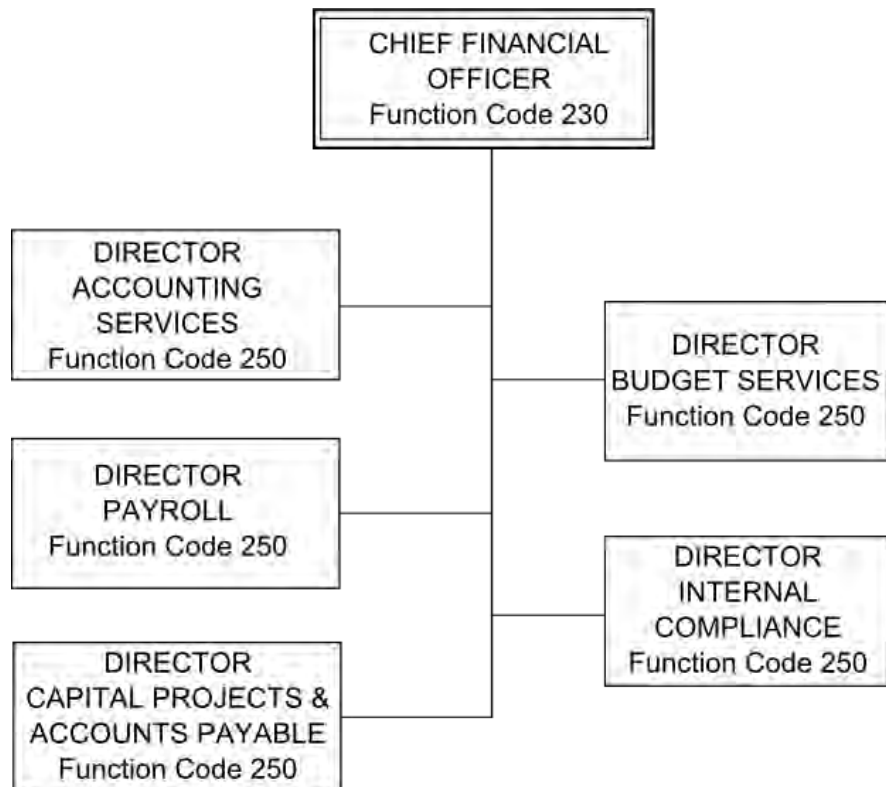 CHIEF FINANCIAL
OFFICER
Function Code 230
DIRECTOR
ACCOUNTING
SERVICES
Function Code 250
DIRECTOR
BUDGET SERVICES
Function Code 250
DIRECTOR
PAYROLL
Function Code 250
DIRECTOR
INTERNAL
COMPLIANCE
Function Code 250
DIRECTOR
CAPITAL PROJECTS &
ACCOUNTS PAYABLE
Function Code 250